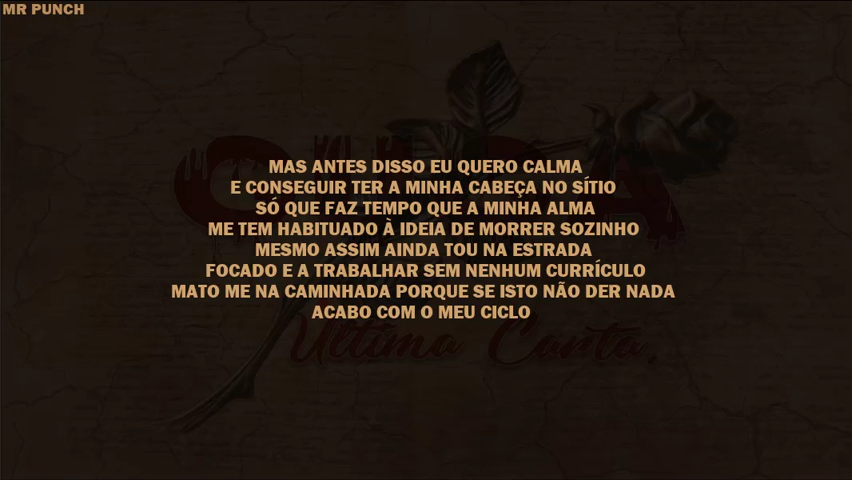 MR PUNCH
MAS ANTES DISSO EU QUERO CALMA
E CONSEGUIR TER A MINHA CABEÇA NO SÍTIO
SÓ QUE FAZ TEMPO QUE A MINHA ALMA
ME TEM HABITUADO À IDEIA DE MORRER SOZINHO
MESMO ASSIM AINDA TOU NA ESTRADA
FOCADO E A TRABALHAR SEM NENHUM CURRÍCULO
MATO ME NA CAMINHADA PORQUE SE ISTO NÃO DER NADA
ACABO COM O MEU CICLO
Última Carta